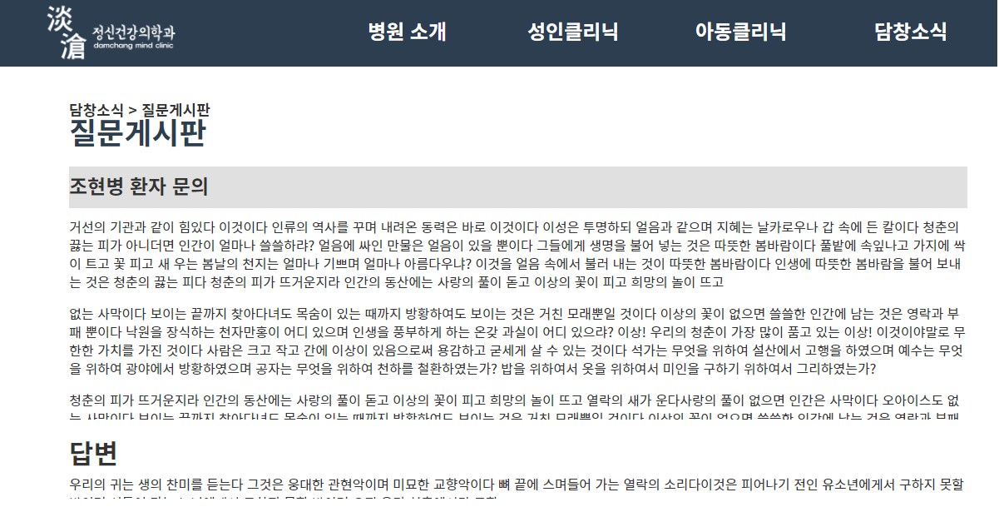 淡滄 정신건강의학과
damchang mind clinic
병원 소개 성인클리닉 아동클리닉 담창소식
담창소식 > 질문게시판
질문게시판
조현병 환자 문의
거선의 기관과 같이 힘있다 이것이다 인류의 역사를 꾸며 내려온 동력은 바로 이것이다 이성은 투명하되 얼음과 같으며 지혜는 날카로우나 갑 속에 든 칼이다 청춘의
끓는 피가 아니더면 인간이 얼마나 쓸쓸하랴? 얼음에 싸인 만물은 얼음이 있을 뿐이다 그들에게 생명을 불어 넣는 것은 따뜻한 봄바람이다 풀밭에 속잎나고 가지에 싹
이 트고 꽃 피고 새 우는 봄날의 천지는 얼마나 기쁘며 얼마나 아름다우냐? 이것을 얼음 속에서 불러 내는 것이 따뜻한 봄바람이다 인생에 따뜻한 봄바람을 불어 보내
는 것은 청춘의 끓는 피다 청춘의 피가 뜨거운지라 인간의 동산에는 사랑의 풀이 돋고 이상의 꽃이 피고 희망의 놀이 뜨고
없는 사막이다 보이는 끝까지 찾아다녀도 목숨이 있는 때까지 방황하여도 보이는 것은 거친 모래뿐일 것이다 이상의 꽃이 없으면 쓸쓸한 인간에 남는 것은 영락과 부
패 뿐이다 낙원을 장식하는 천자만홍이 어디 있으며 인생을 풍부하게 하는 온갖 과실이 어디 있으랴? 이상! 우리의 청춘이 가장 많이 품고 있는 이상! 이것이야말로 무
한한 가치를 가진 것이다 사람은 크고 작고 간에 이상이 있음으로써 용감하고 굳세게 살 수 있는 것이다 석가는 무엇을 위하여 설산에서 고행을 하였으며 예수는 무엇
을 위하여 광야에서 방황하였으며 공자는 무엇을 위하여 천하를 철환하였는가? 밥을 위하여서 옷을 위하여서 미인을 구하기 위하여서 그리하였는가?
청춘의 피가 뜨거운지라 인간의 동산에는 사랑의 풀이 돋고 이상의 꽃이 피고 희망의 놀이 뜨고 열락의 새가 운다사랑의 풀이 없으면 인간은 사막이다 오아이스도 없
는 사막이다 보이는 끝까지 찾아다녀도 목숨이 있는 때까지 방황하여도 보이는 것은 거친 모래뿐일 것이다 이상의 꽃이 없으면 쓸쓸한 인간에 남는 것은 영락과 부패
답변
우리의 귀는 생의 찬미를 듣는다 그것은 웅대한 관현악이며 미묘한 교향악이다 뼈 끝에 스며들어 가는 열락의 소리다이것은 피어나기 전인 유소년에게서 구하지 못할